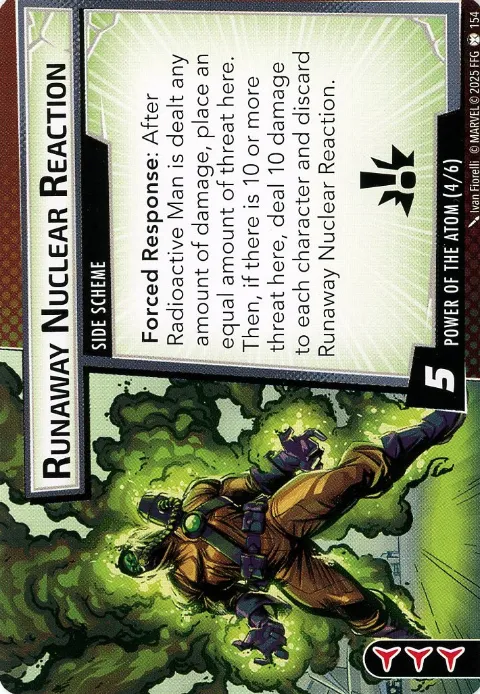 RUNAWAY NUCLEAR REACTION
SIDE SCHEME
Forced Response: After
Radioactive Man is dealt any
amount of damage, place an
equal amount of threat here.
Then, if there is 10 or more
threat here, deal 10 damage
to each character and discard
Runaway Nuclear Reaction.
5
POWER OF THE ATOM (4/6)
Ivan Fiorelli © MARVEL © 2025 FFG 154